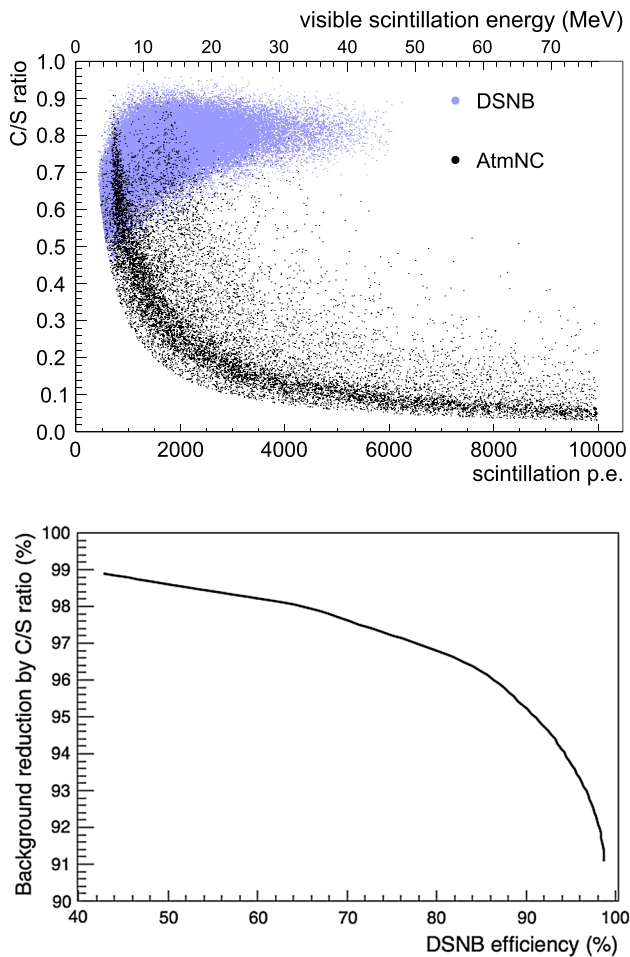 visible scintillation energy (MeV)
0 10 20 30 40 50 60 70
C/S ratio
1.0
0.9
0.8
0.7
0.6
0.5
0.4
0.3
0.2
0.1
0.0
DSNB
AtmNC
0 2000 4000 6000 8000 10000
scintillation p.e.
Background reduction by C/S ratio (%)
100
99
98
97
96
95
94
93
92
91
90
40 50 60 70 80 90 100
DSNB efficiency (%)